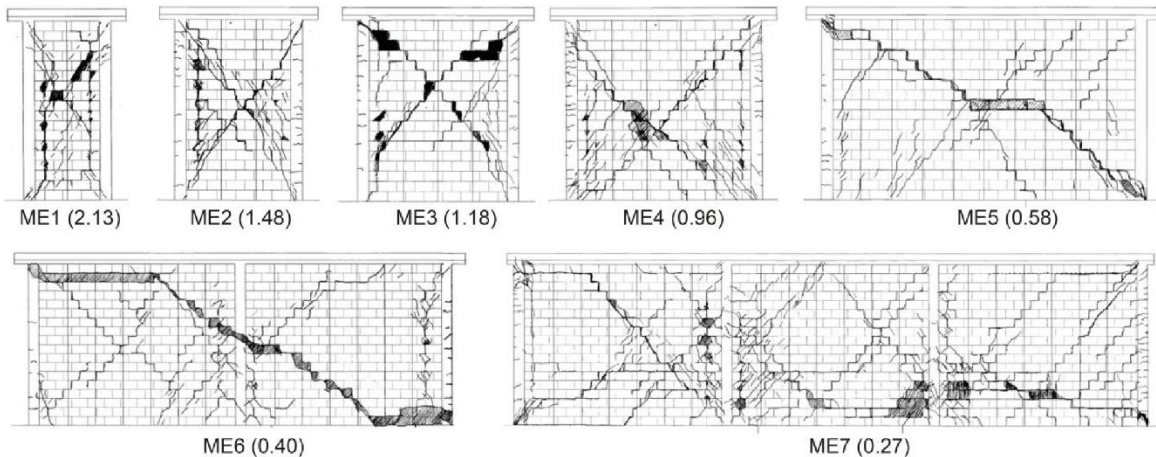 ME1 (2.13)
ME2 (1.48)
ME3 (1.18)
ME4 (0.96)
ME5 (0.58)
ME6 (0.40)
ME7 (0.27)